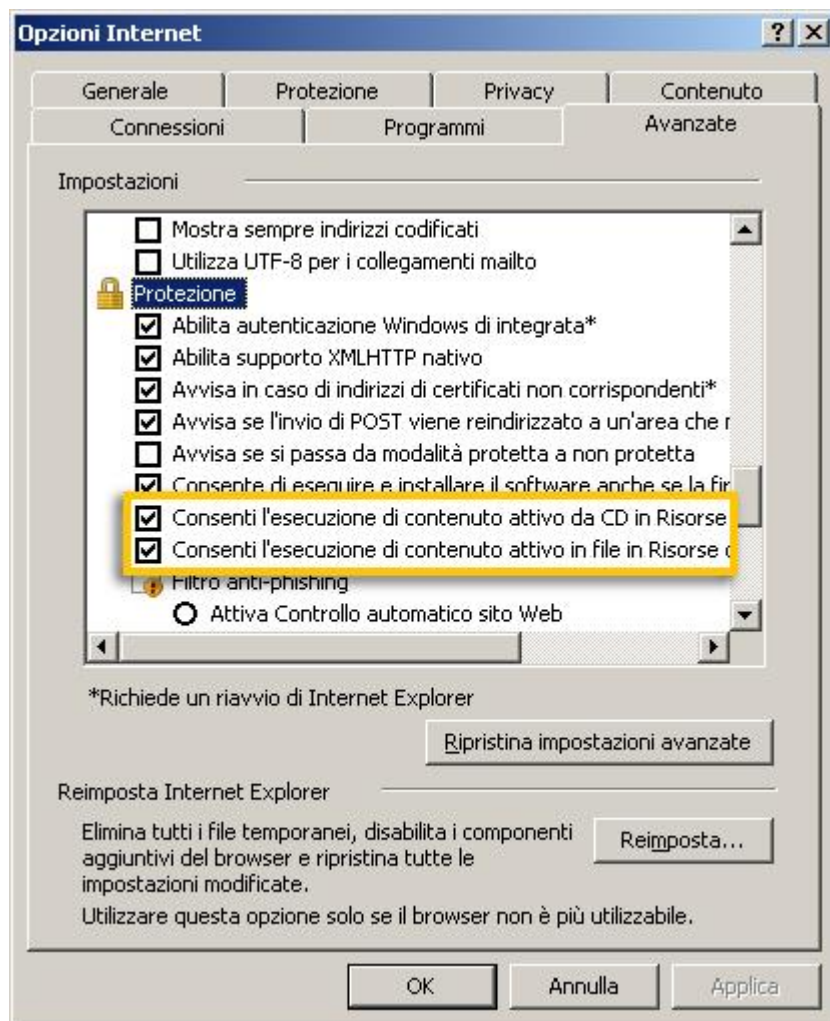 Opzioni Internet
Generale Protezione Privacy Contenuto
Connessioni Programmi Avanzate
Impostazioni
Mostra sempre indirizzi codificati
Utilizza UTF-8 per i collegamenti mailto
Protezione
Abilita autenticazione Windows di integrata*
Abilita supporto XMLHTTP nativo
Avvisa in caso di indirizzi di certificati non corrispondenti*
Avvisa se l'invio di POST viene reindirizzato a un'area che
Avvisa se si passa da modalità protetta a non protetta
Consente di eseguire e installare il software anche se la
Consenti l'esecuzione di contenuto attivo da CD in Risorse
Consenti l'esecuzione di contenuto attivo in file in Risorse
Filtro anti-phishing
Attiva Controllo automatico sito Web
*Richiede un riavvio di Internet Explorer
Ripristina impostazioni avanzate
Reimposta Internet Explorer
Elimina tutti i file temporanei, disabilita i componenti
aggiuntivi del browser e ripristina tutte le
impostazioni modificate.
Reimposta...
Utilizzare questa opzione solo se il browser non è più utilizzabile.
OK Annulla Applica